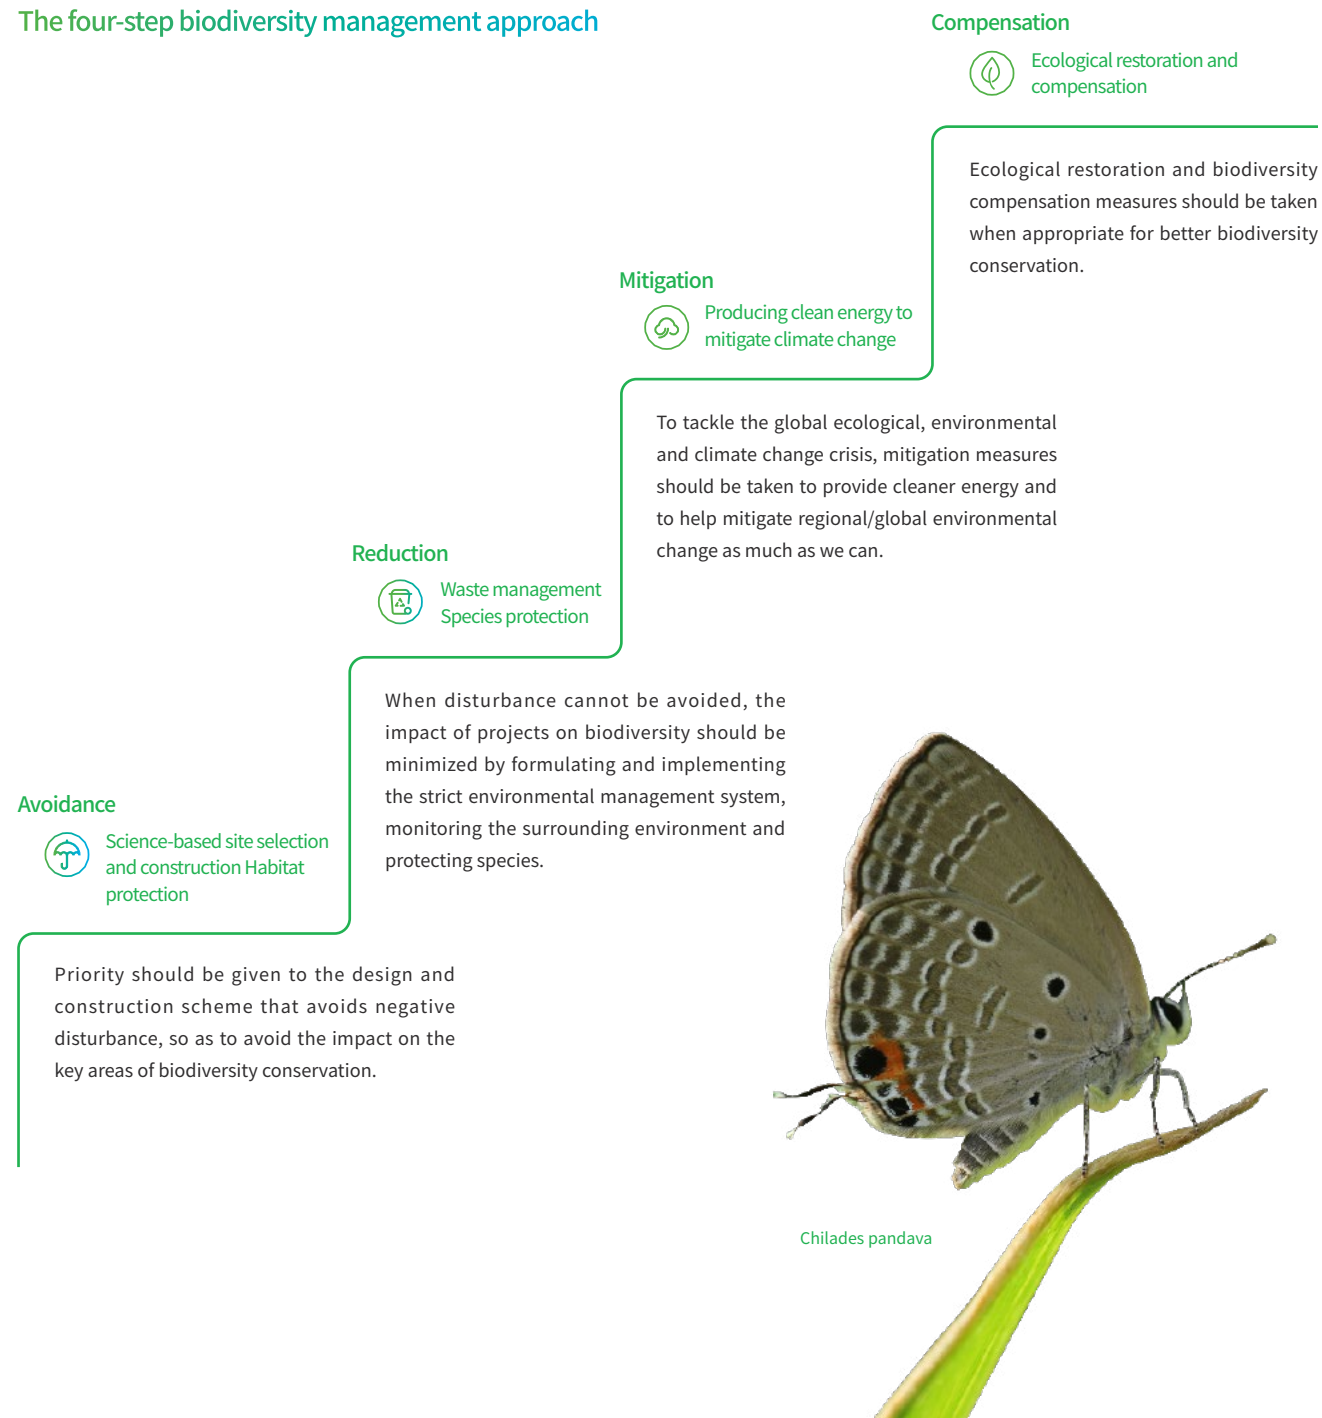 The four-step biodiversity management approach
Compensation
Ecological restoration and
compensation
Ecological restoration and biodiversity
compensation measures should be taken
when appropriate for better biodiversity
conservation.
Mitigation
Producing clean energy to
mitigate climate change
To tackle the global ecological, environmental
and climate change crisis, mitigation measures
should be taken to provide cleaner energy and
to help mitigate regional/global environmental
change as much as we can.
Reduction
Waste management
Species protection
When disturbance cannot be avoided, the
impact of projects on biodiversity should be
minimized by formulating and implementing
the strict environmental management system,
monitoring the surrounding environment and
protecting species.
Avoidance
Science-based site selection
and construction Habitat
protection
Priority should be given to the design and
construction scheme that avoids negative
disturbance, so as to avoid the impact on the
key areas of biodiversity conservation.
Chilades pandava